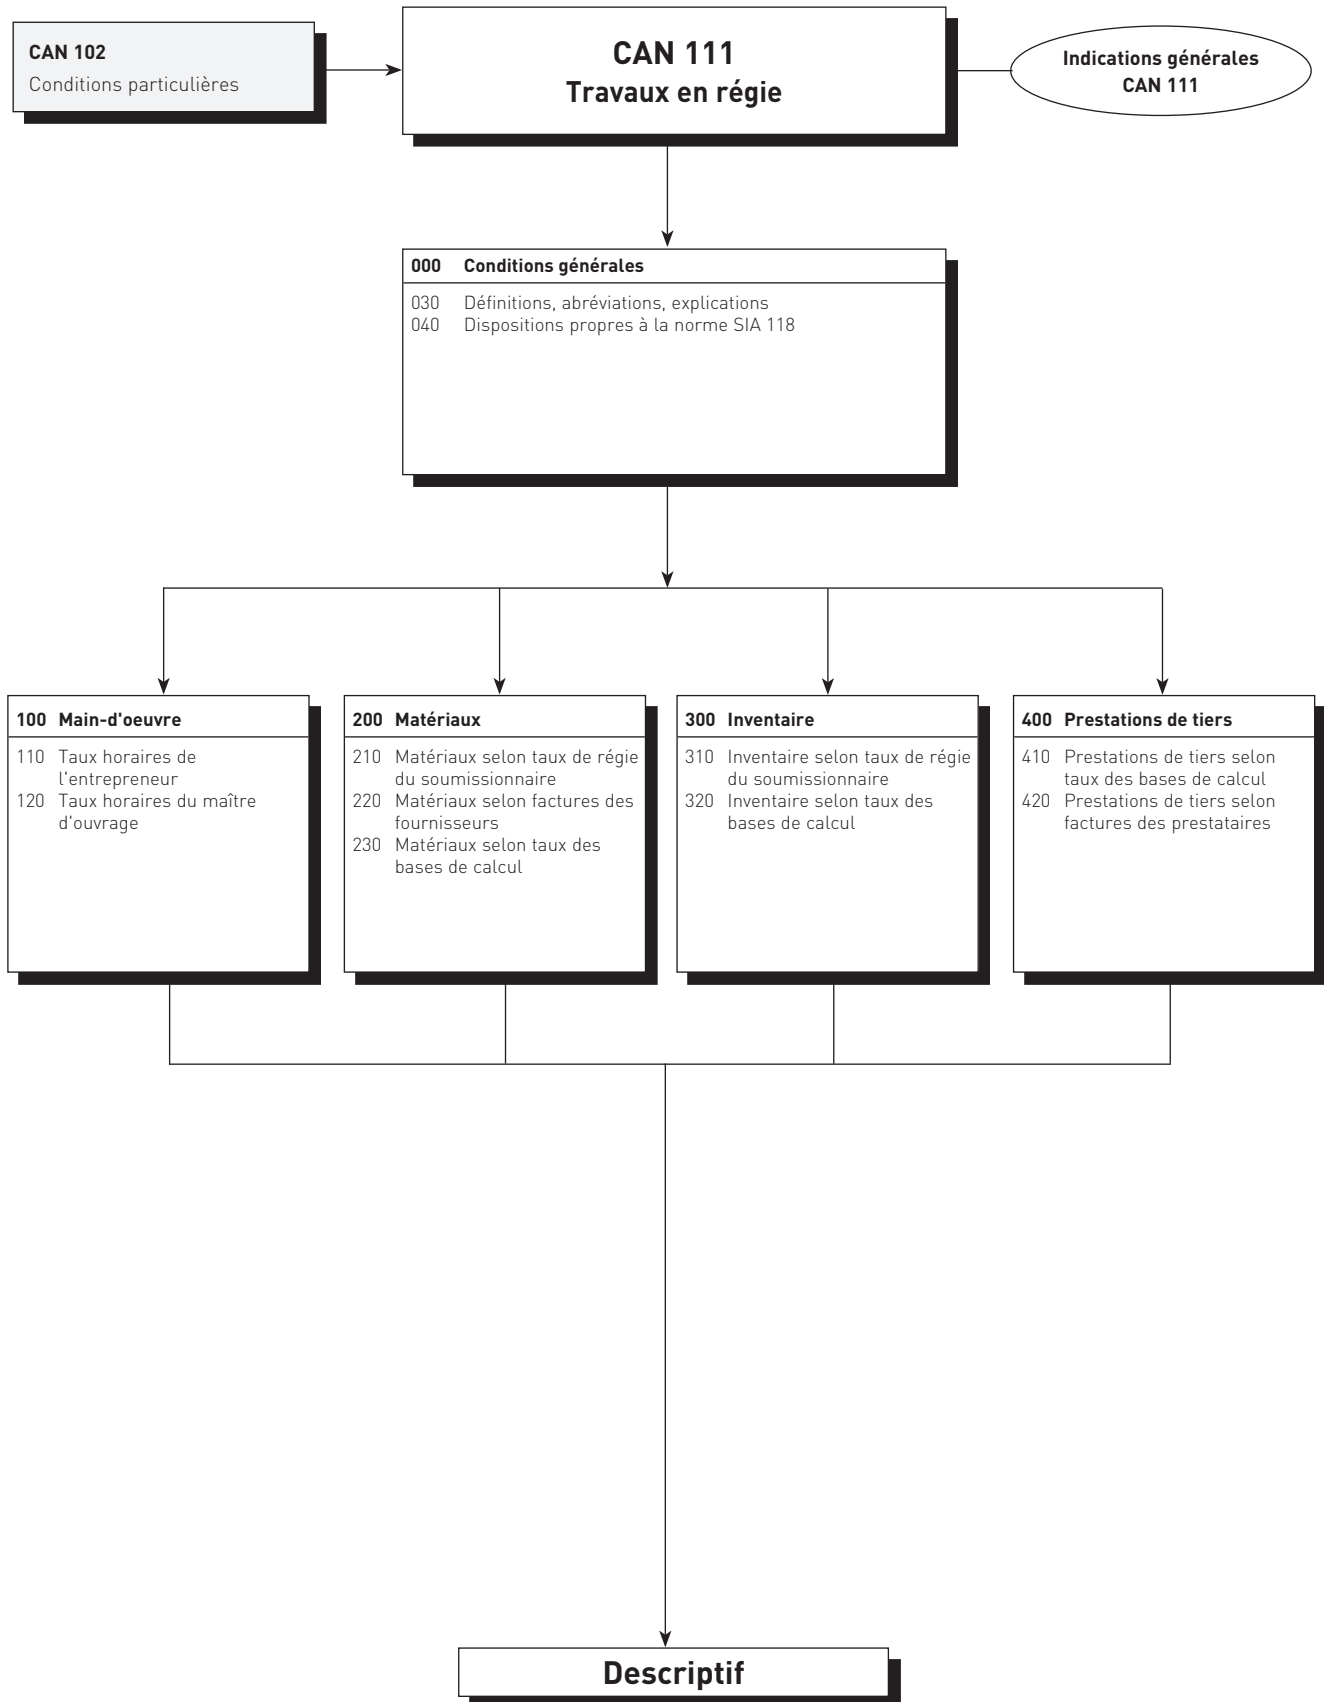 CAN 102
Conditions particulières
CAN 111
Travaux en régie
Indications générales
CAN 111
000 Conditions générales
030 Définitions, abréviations, explications
040 Dispositions propres à la norme SIA 118
100 Main-d'oeuvre
110 Taux horaires de
l'entrepreneur
120 Taux horaires du maître
d'ouvrage
200 Matériaux
210 Matériaux selon taux de régie
du soumissionnaire
220 Matériaux selon factures des
fournisseurs
230 Matériaux selon taux des
bases de calcul
300 Inventaire
310 Inventaire selon taux de régie
du soumissionnaire
320 Inventaire selon taux des
bases de calcul
400 Prestations de tiers
410 Prestations de tiers selon
taux des bases de calcul
420 Prestations de tiers selon
factures des prestataires
Descriptif